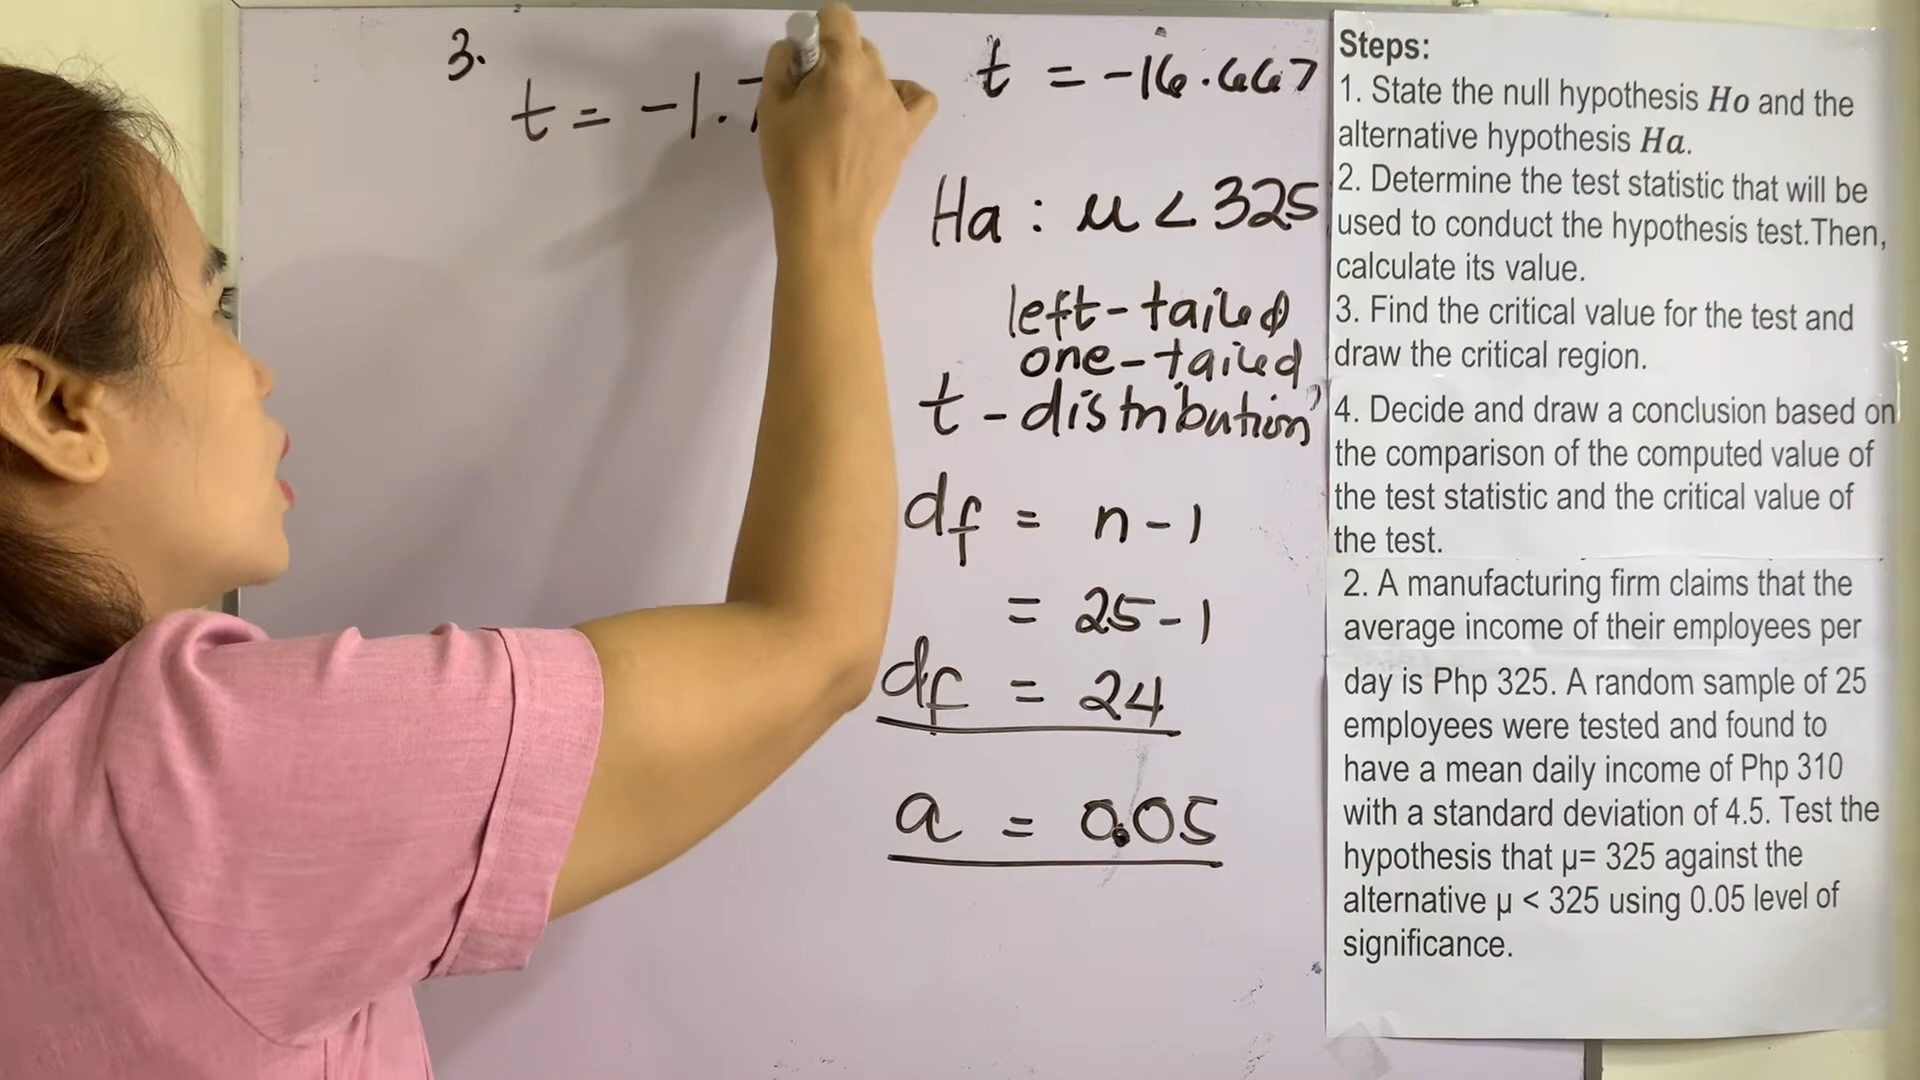 3.
t = -1.7
t = -16.667
Ha : µ < 325
left-tailed
one-tailed
t - distribution
df = n - 1
= 25 - 1
df = 24
a = 0.05
Steps:
1. State the null hypothesis Ho and the
alternative hypothesis Ha.
2. Determine the test statistic that will be
used to conduct the hypothesis test.Then,
calculate its value.
3. Find the critical value for the test and
draw the critical region.
4. Decide and draw a conclusion based on
the comparison of the computed value of
the test statistic and the critical value of
the test.
2. A manufacturing firm claims that the
average income of their employees per
day is Php 325. A random sample of 25
employees were tested and found to
have a mean daily income of Php 310
with a standard deviation of 4.5. Test the
hypothesis that µ= 325 against the
alternative µ < 325 using 0.05 level of
significance.